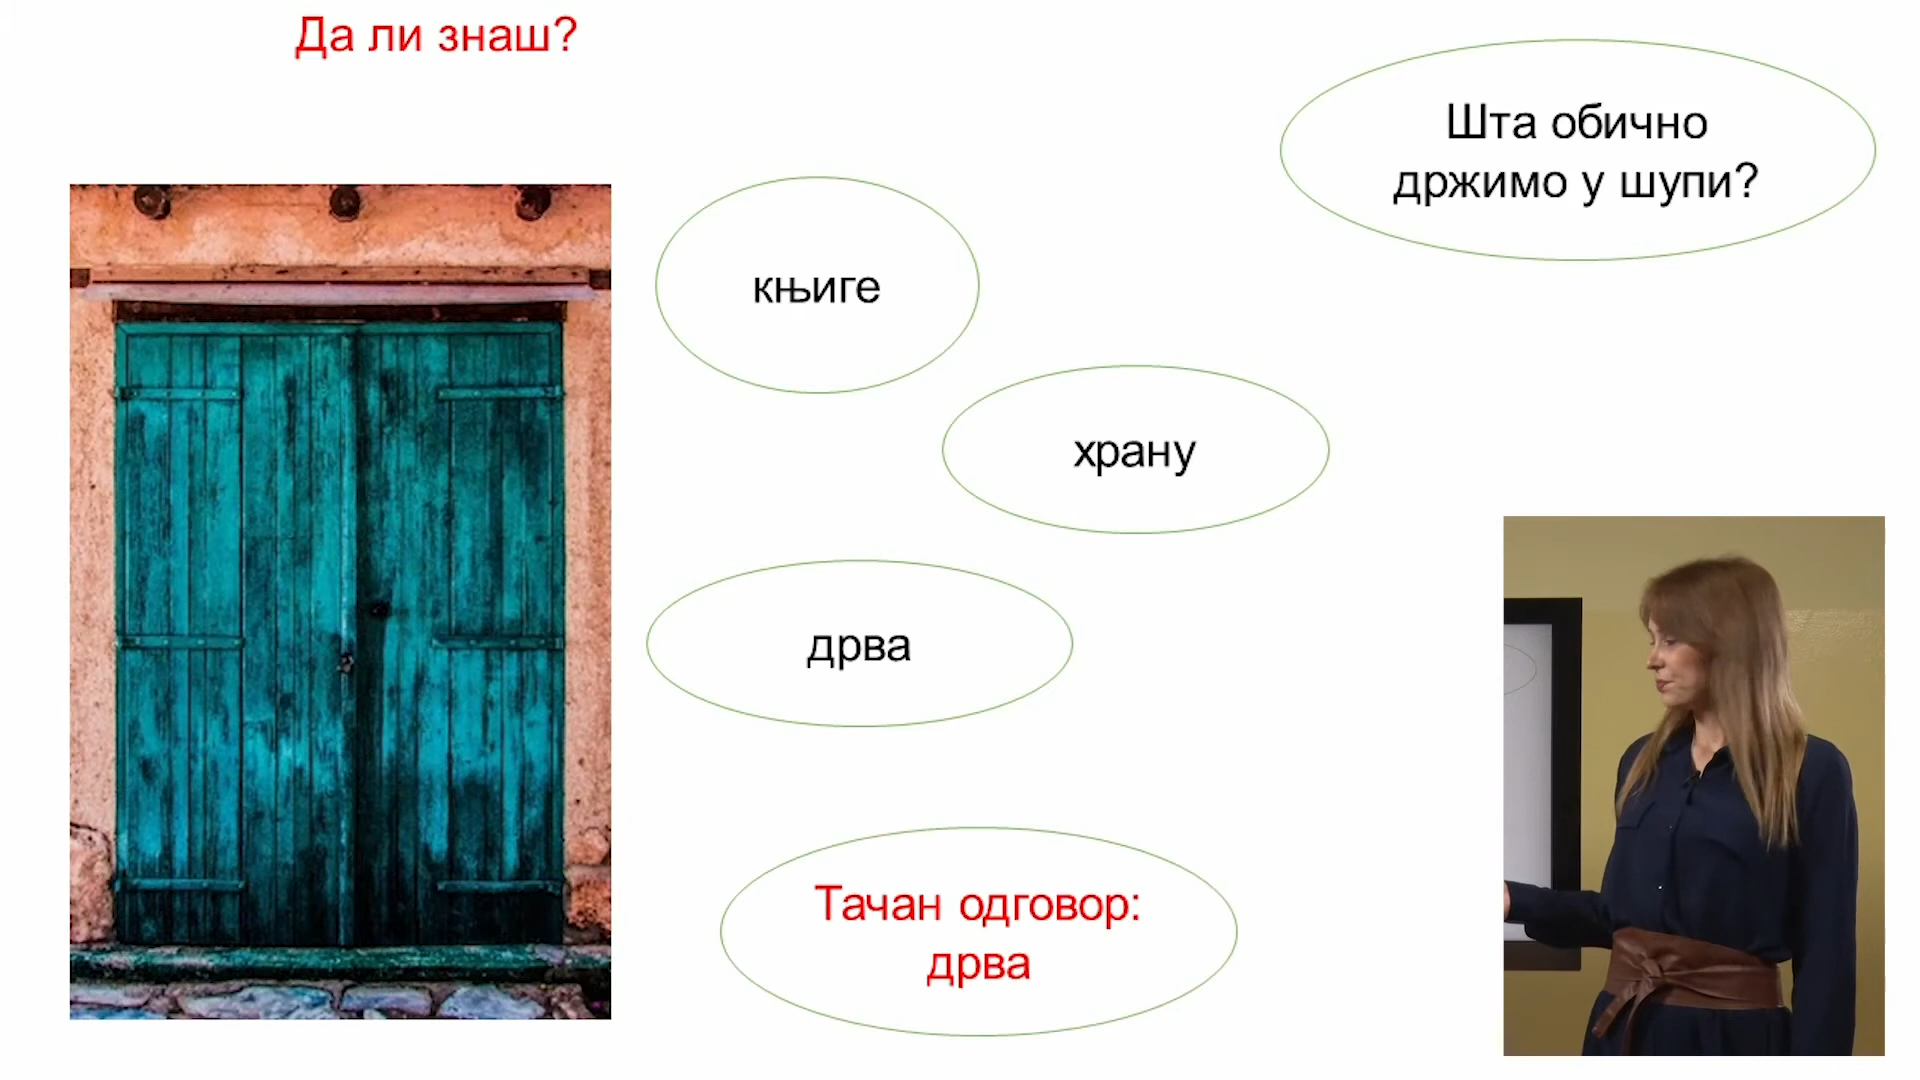 Да ли знаш?
Шта обично
држимо у шупи?
књиге
храну
дрва
Тачан одговор:
дрва